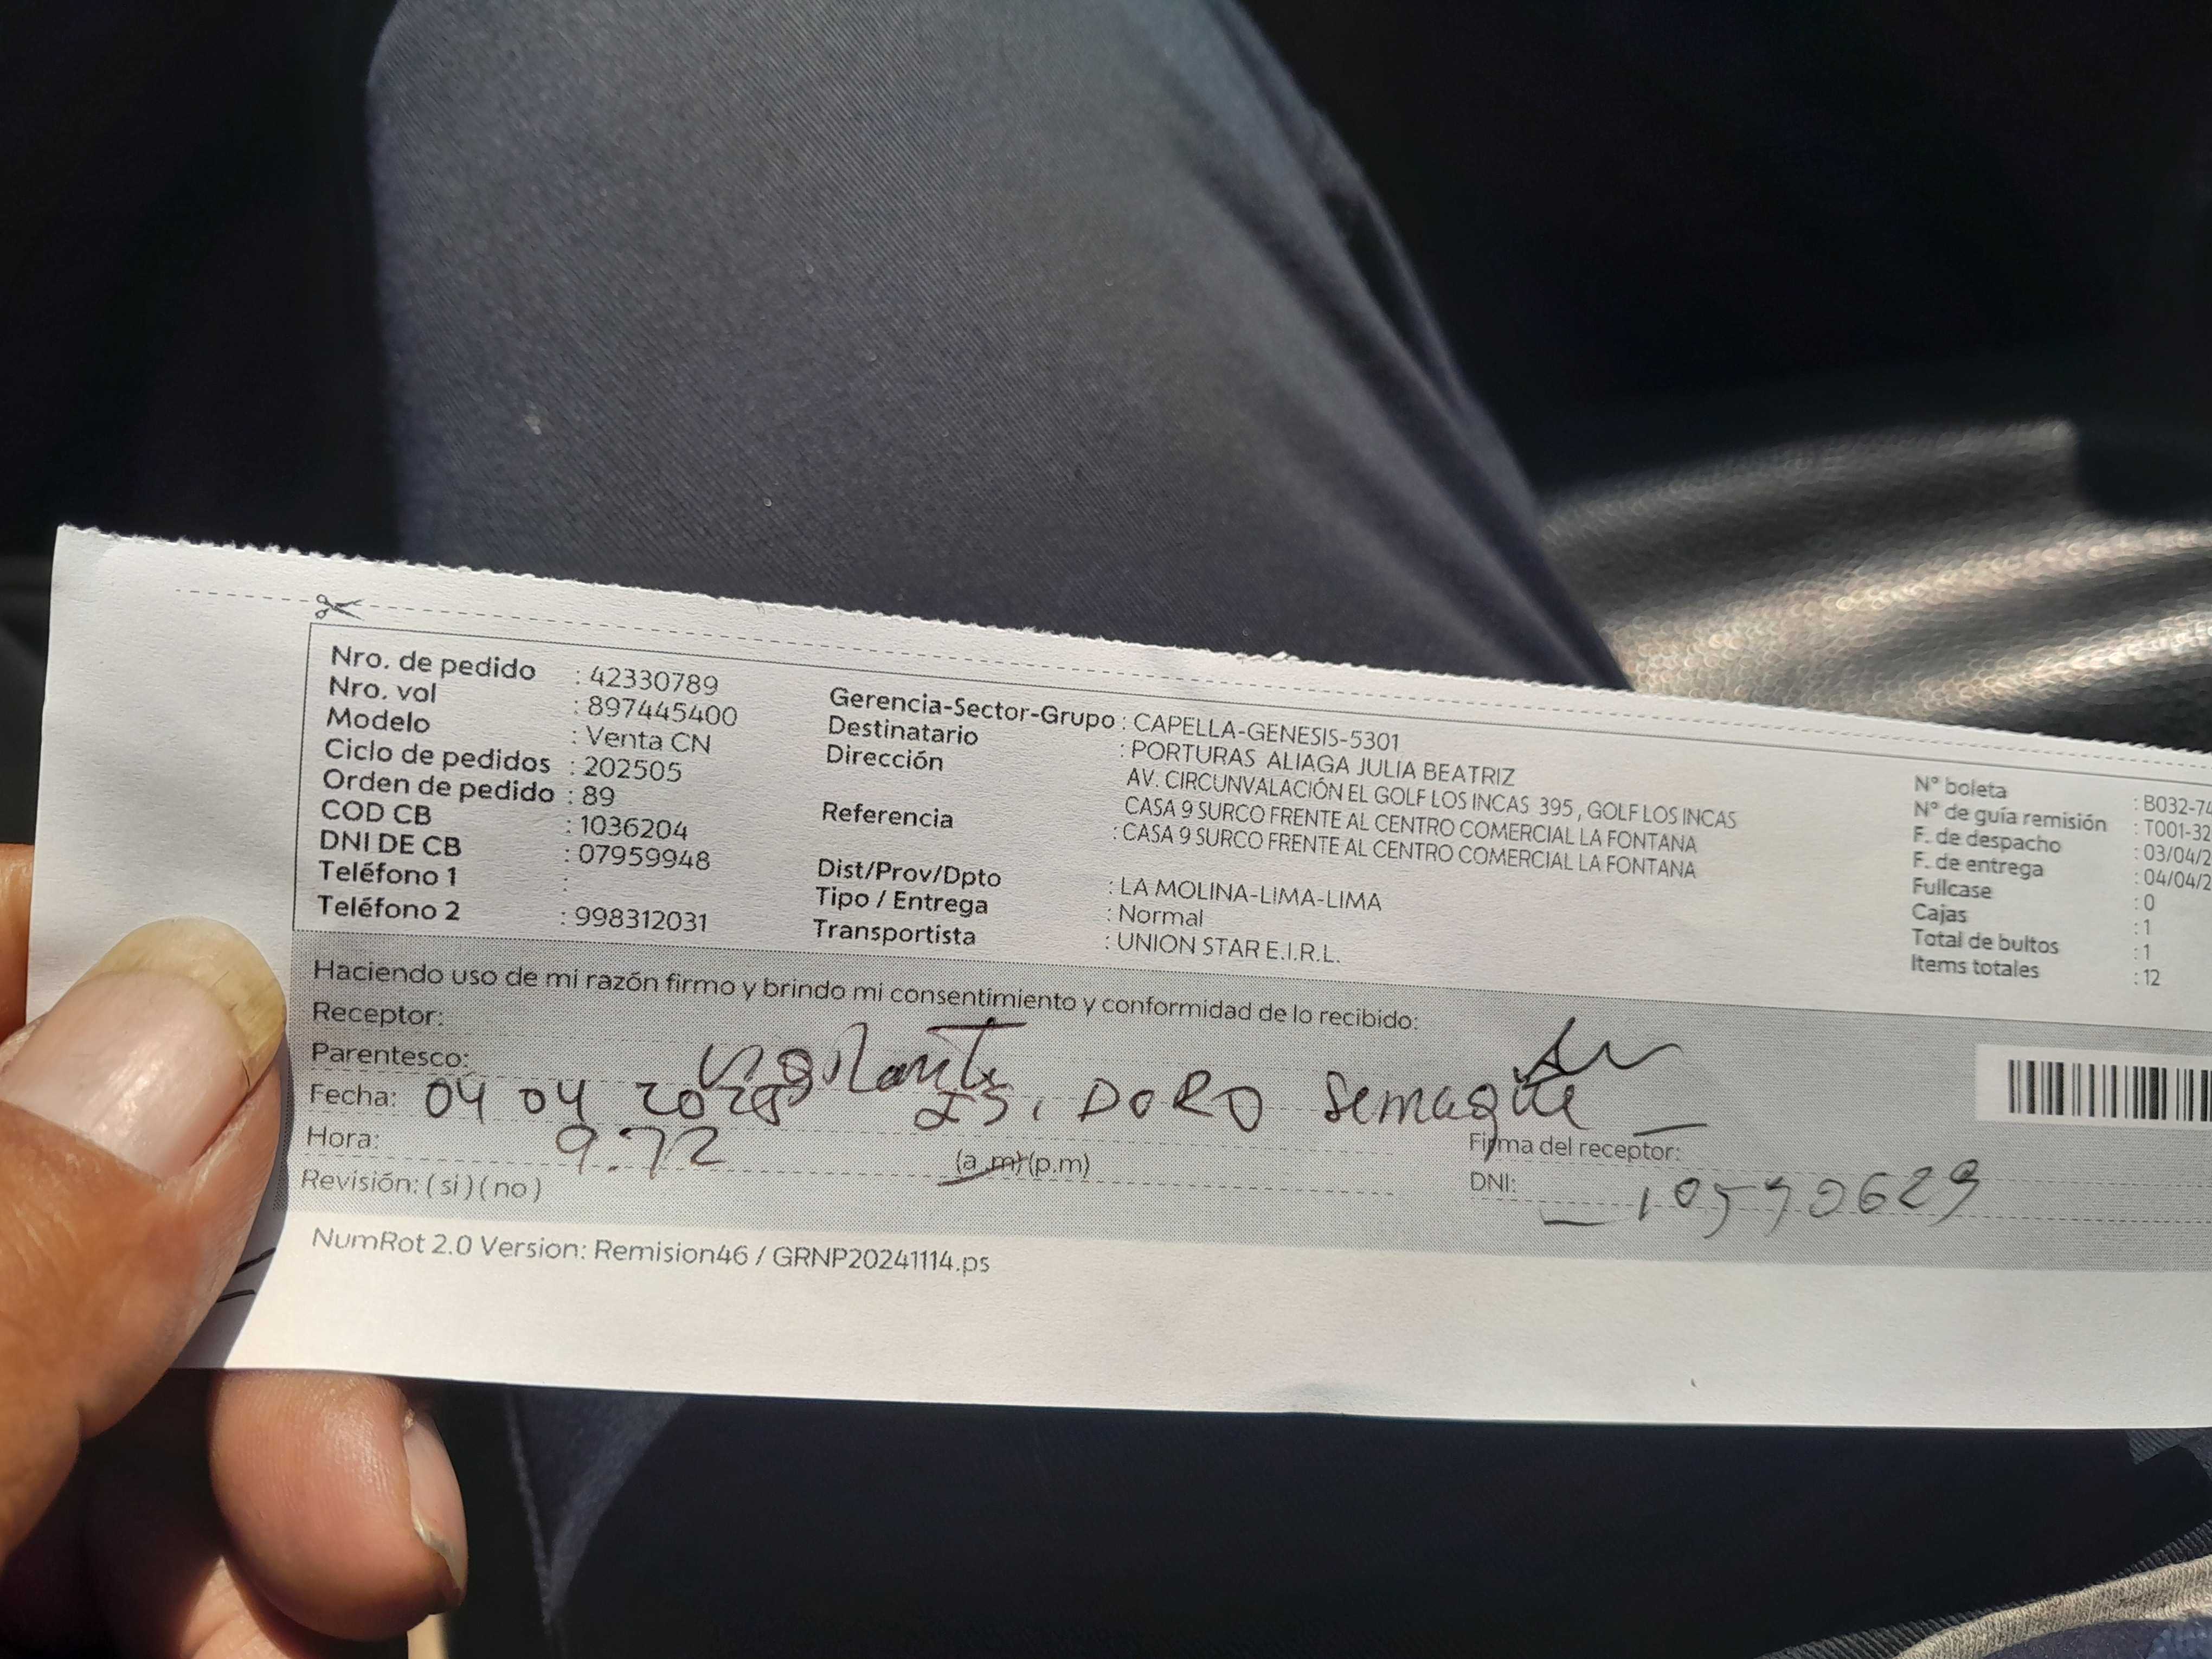 Nro. de pedido : 42330789
Nro. vol : 897445400
Modelo : Venta CN
Ciclo de pedidos : 202505
Orden de pedido : 89
COD CB : 1036204
DNI DE CB : 07959948
Teléfono 1 :
Teléfono 2 : 998312031
Gerencia-Sector-Grupo : CAPELLA-GENESIS-5301
Destinatario : PORTURAS ALIAGA JULIA BEATRIZ
Dirección AV. CIRCUNVALACIÓN EL GOLF LOS INCAS 395, GOLF LOS INCAS
CASA 9 SURCO FRENTE AL CENTRO COMERCIAL LA FONTANA
Referencia : CASA 9 SURCO FRENTE AL CENTRO COMERCIAL LA FONTANA
Dist/Prov/Dpto : LA MOLINA-LIMA-LIMA
Tipo / Entrega : Normal
Transportista : UNION STAR E.I.R.L.
N° boleta : B032-74
N° de guía remisión : T001-32
F. de despacho : 03/04/2
F. de entrega : 04/04/2
Fullcase : 0
Cajas : 1
Total de bultos : 1
Items totales : 12
Haciendo uso de mi razón firmo y brindo mi consentimiento y conformidad de lo recibido:
Receptor:
Parentesco: vigilante
Fecha: 04 04 DORO Semaque
Hora: 9.72 (a.m)(p.m)
Firma del receptor:
Revisión: (si)(no)
DNI: 10590629
NumRot 2.0 Version: Remision46 / GRNP20241114.ps